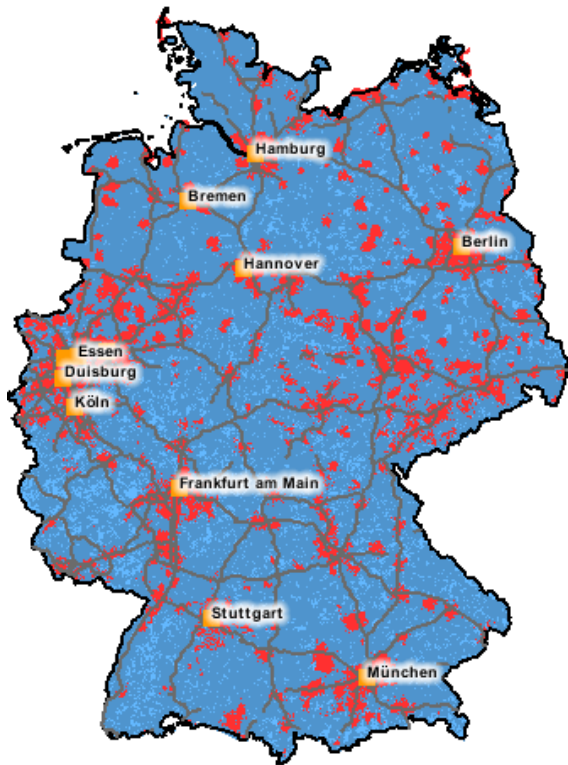 Hamburg
Bremen
Berlin
Hannover
Essen
Duisburg
Köln
Frankfurt am Main
Stuttgart
München